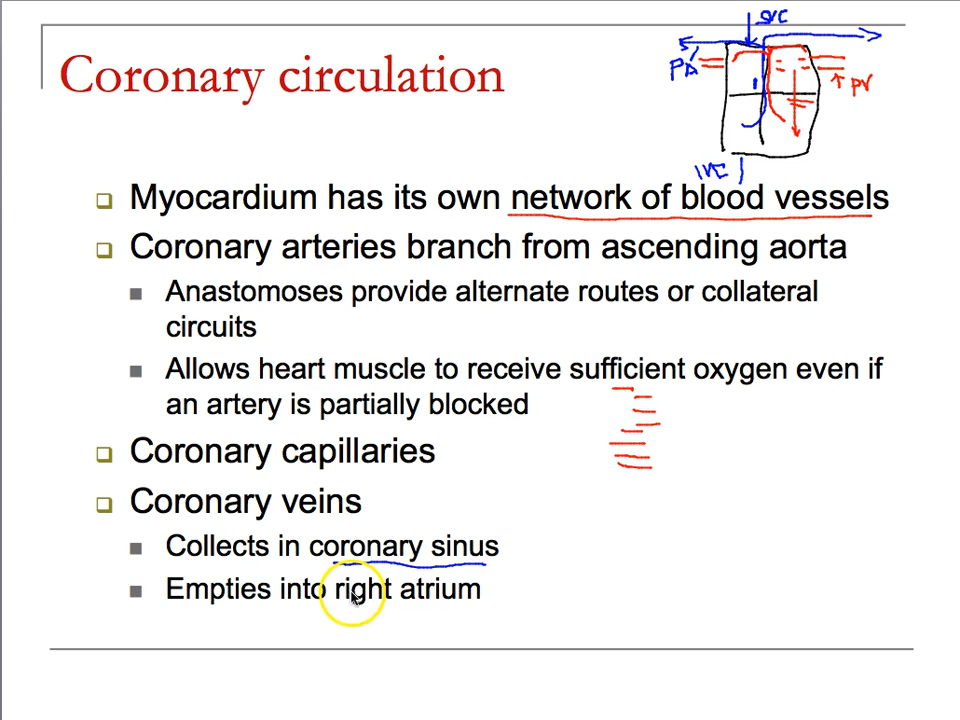 SVC
Coronary circulation
PA
PV
IVC
Myocardium has its own network of blood vessels
Coronary arteries branch from ascending aorta
Anastomoses provide alternate routes or collateral
circuits
Allows heart muscle to receive sufficient oxygen even if
an artery is partially blocked
Coronary capillaries
Coronary veins
Collects in coronary sinus
Empties into right atrium